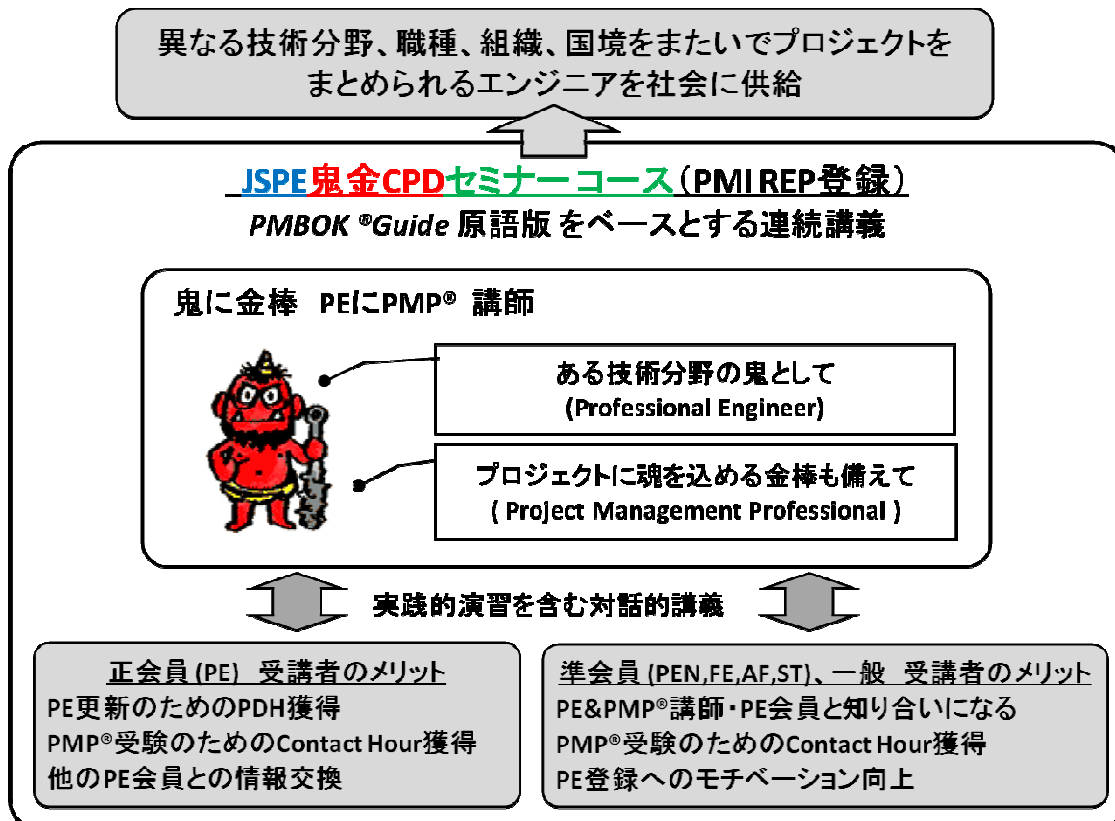 異なる技術分野、職種、組織、国境をまたいでプロジェクトを
まとめられるエンジニアを社会に供給
JSPE鬼金CPDセミナーコース(PMI REP登録)
PMBOK ®Guide 原語版 をベースとする連続講義
鬼に金棒 PEにPMP® 講師
ある技術分野の鬼として
(Professional Engineer)
プロジェクトに魂を込める金棒も備えて
( Project Management Professional )
実践的演習を含む対話的講義
正会員 (PE) 受講者のメリット
PE更新のためのPDH獲得
PMP®受験のためのContact Hour獲得
他のPE会員との情報交換
準会員 (PEN,FE,AF,ST)、一般 受講者のメリット
PE&PMP®講師・PE会員と知り合いになる
PMP®受験のためのContact Hour獲得
PE登録へのモチベーション向上